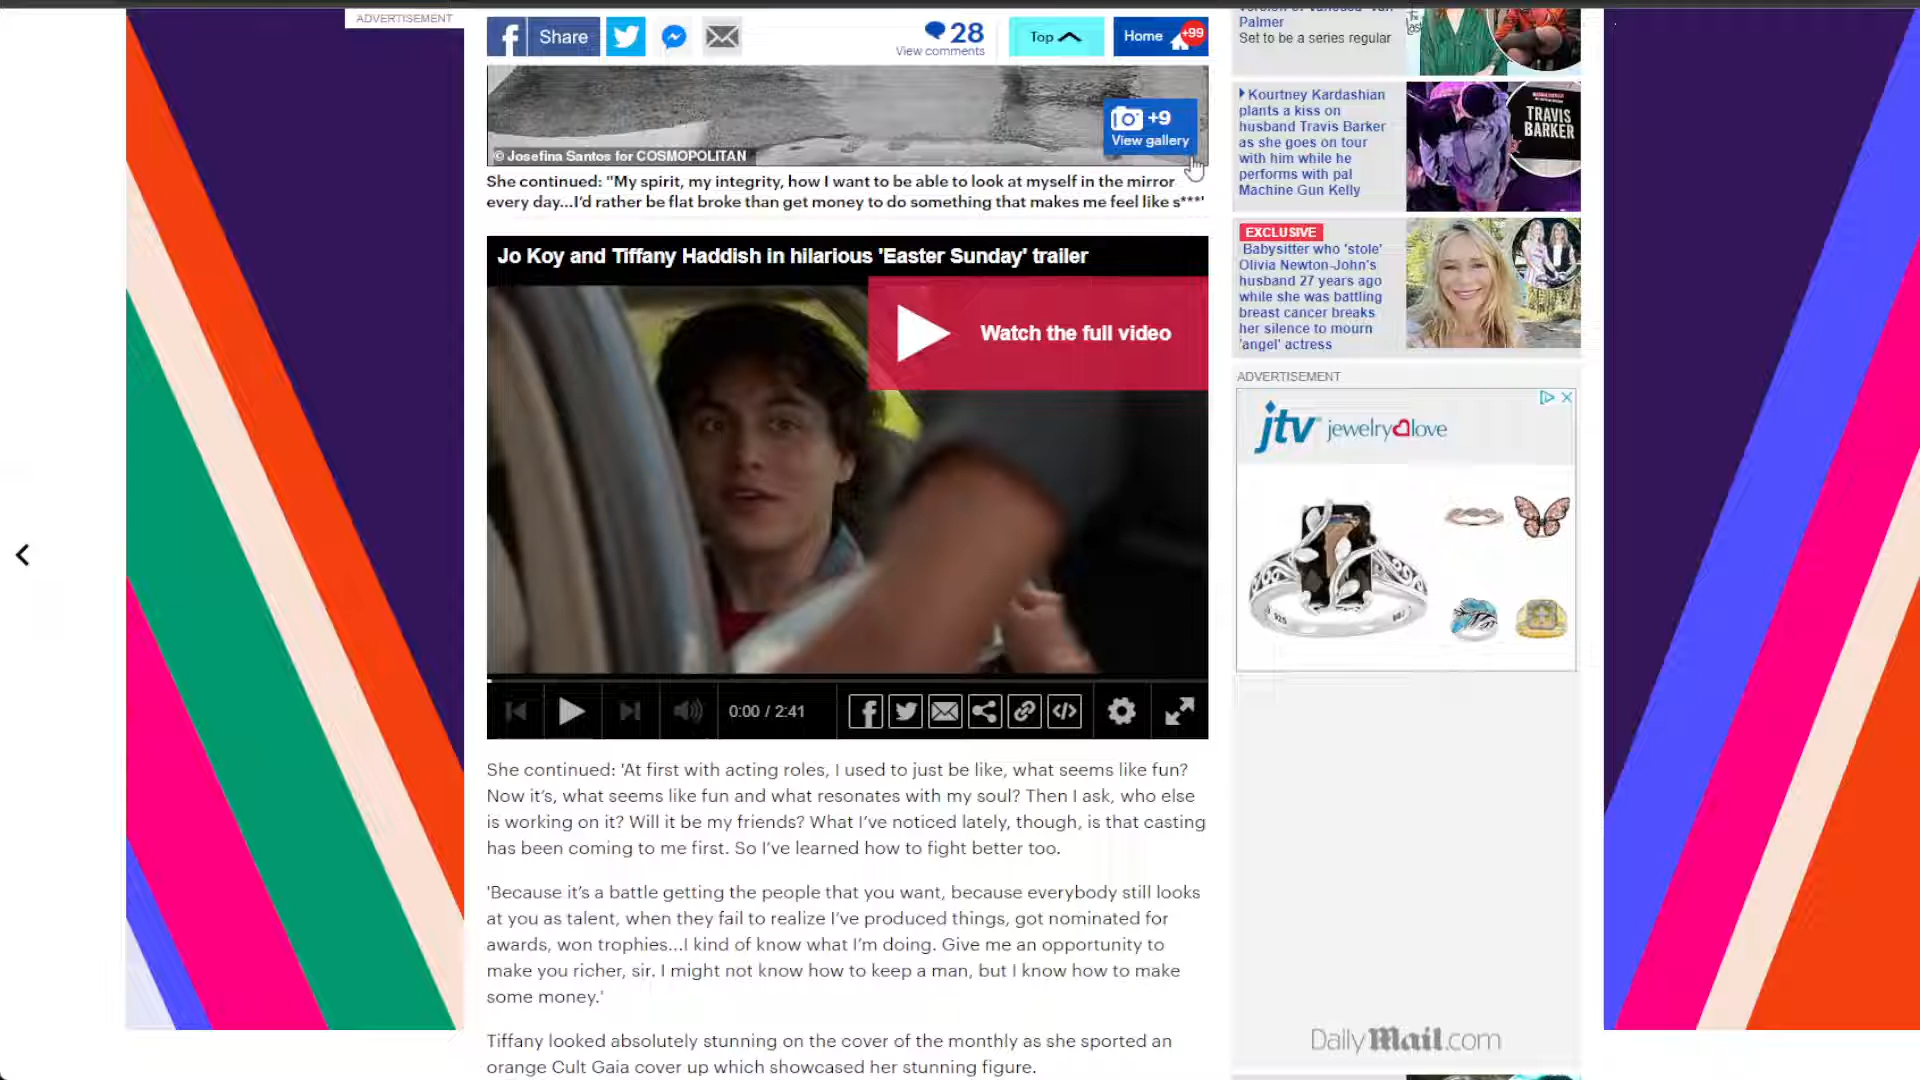 ADVERTISEMENT
Share
28
View comments
Top
Home
+99
+9
View gallery
© Josefina Santos for COSMOPOLITAN
She continued: "My spirit, my integrity, how I want to be able to look at myself in the mirror
every day...I'd rather be flat broke than get money to do something that makes me feel like s***'
Jo Koy and Tiffany Haddish in hilarious 'Easter Sunday' trailer
Watch the full video
0:00 / 2:41
She continued: 'At first with acting roles, I used to just be like, what seems like fun?
Now it's, what seems like fun and what resonates with my soul? Then I ask, who else
is working on it? Will it be my friends? What I've noticed lately, though, is that casting
has been coming to me first. So I've learned how to fight better too.
'Because it's a battle getting the people that you want, because everybody still looks
at you as talent, when they fail to realize I've produced things, got nominated for
awards, won trophies...I kind of know what I'm doing. Give me an opportunity to
make you richer, sir. I might not know how to keep a man, but I know how to make
some money.'
Tiffany looked absolutely stunning on the cover of the monthly as she sported an
orange Cult Gaia cover up which showcased her stunning figure.
Palmer
Set to be a series regular
Kourtney Kardashian
plants a kiss on
husband Travis Barker
as she goes on tour
with him while he
performs with pal
Machine Gun Kelly
TRAVIS
BARKER
EXCLUSIVE
Babysitter who 'stole'
Olivia Newton-John's
husband 27 years ago
while she was battling
breast cancer breaks
her silence to mourn
'angel' actress
ADVERTISEMENT
jtv jewelry love
925
DailyMail.com